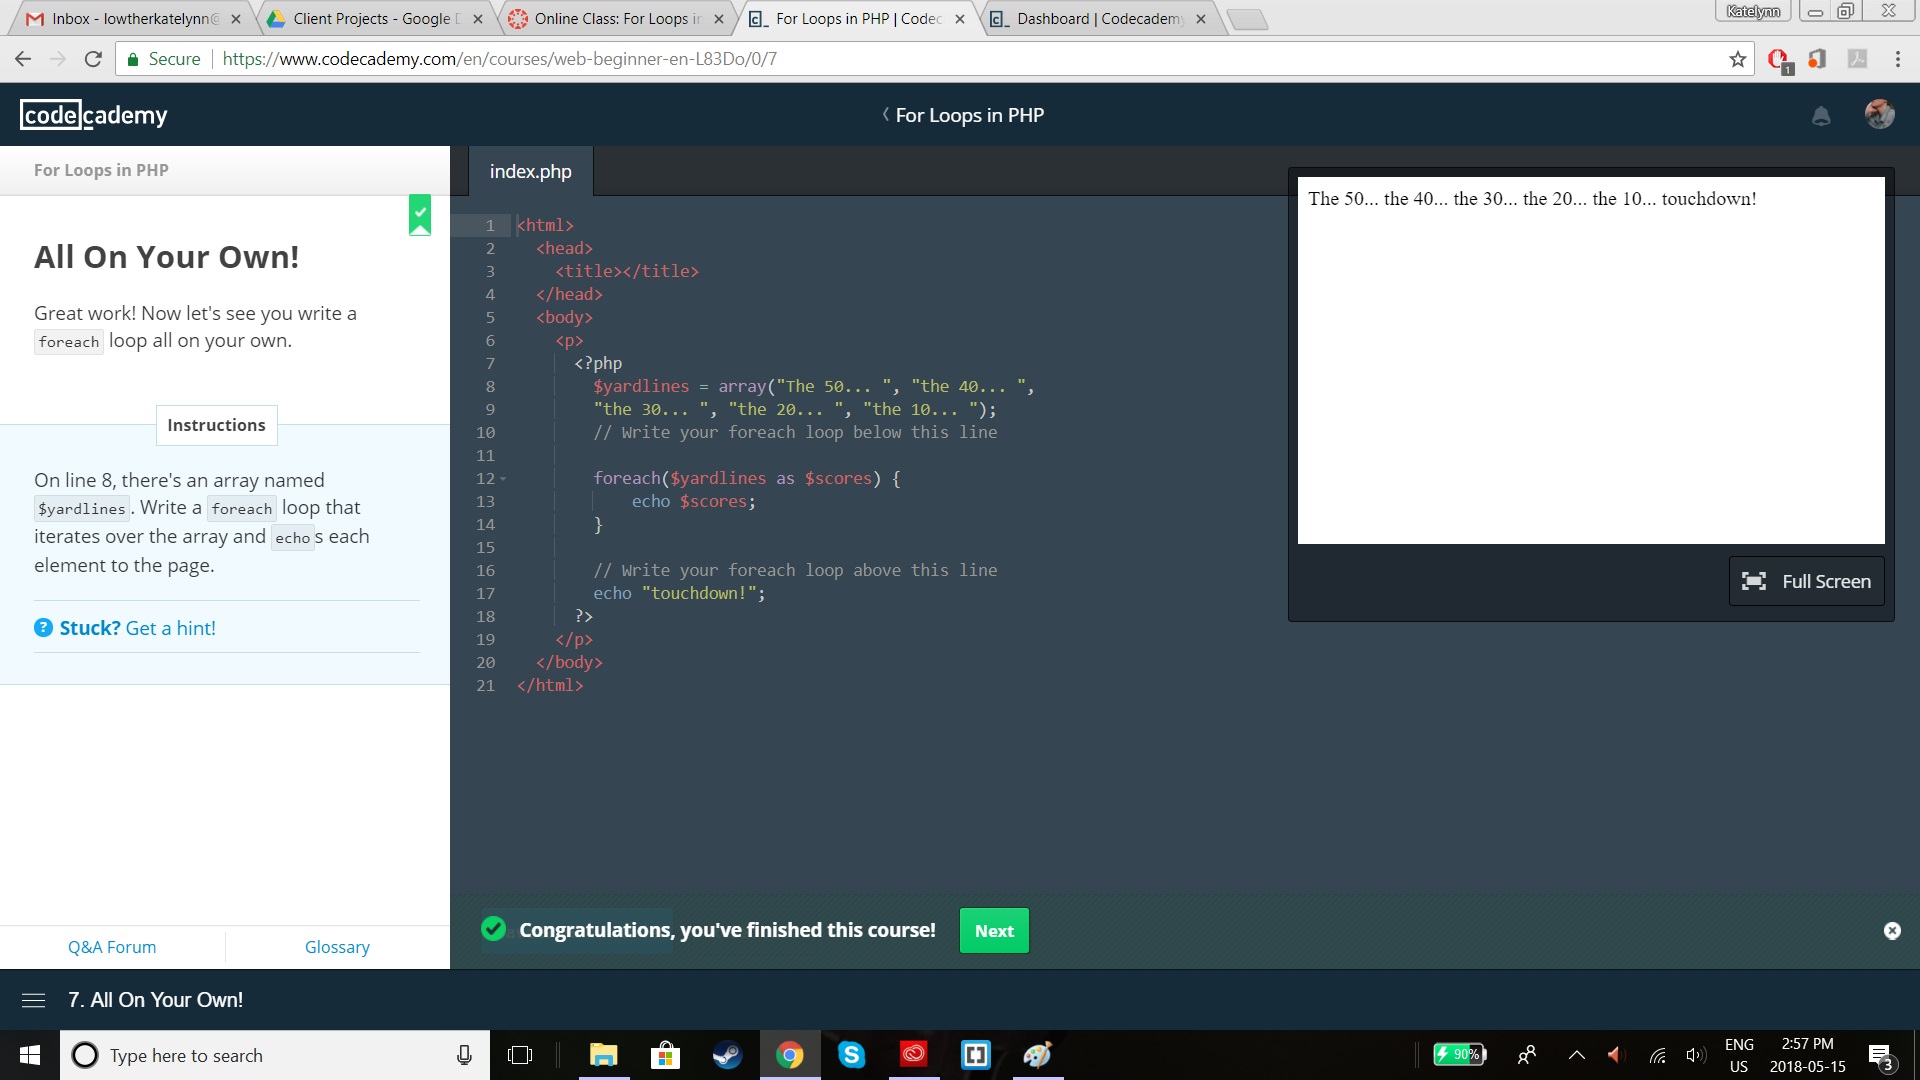 Inbox - lowtherkatelynn@
Client Projects - Google D
Online Class: For Loops in
For Loops in PHP | Codec
Dashboard | Codecademy
Katelynn
Secure
https://www.codecademy.com/en/courses/web-beginner-en-L83Do/0/7
1
codecademy
For Loops in PHP
For Loops in PHP
All On Your Own!
Great work! Now let's see you write a
foreach loop all on your own.
Instructions
On line 8, there's an array named
$yardlines. Write a foreach loop that
iterates over the array and echos each
element to the page.
? Stuck? Get a hint!
Q&A Forum
Glossary
index.php
1 <html>
2 <head>
3 <title></title>
4 </head>
5 <body>
6 <p>
7 <?php
8 $yardlines = array("The 50... ", "the 40... ",
9 "the 30... ", "the 20... ", "the 10... ");
10 // Write your foreach loop below this line
11
12 foreach($yardlines as $scores) {
13 echo $scores;
14 }
15
16 // Write your foreach loop above this line
17 echo "touchdown!";
18 ?>
19 </p>
20 </body>
21 </html>
The 50... the 40... the 30... the 20... the 10... touchdown!
Full Screen
Congratulations, you've finished this course!
Next
7. All On Your Own!
Type here to search
90%
ENG
US
2:57 PM
2018-05-15
3